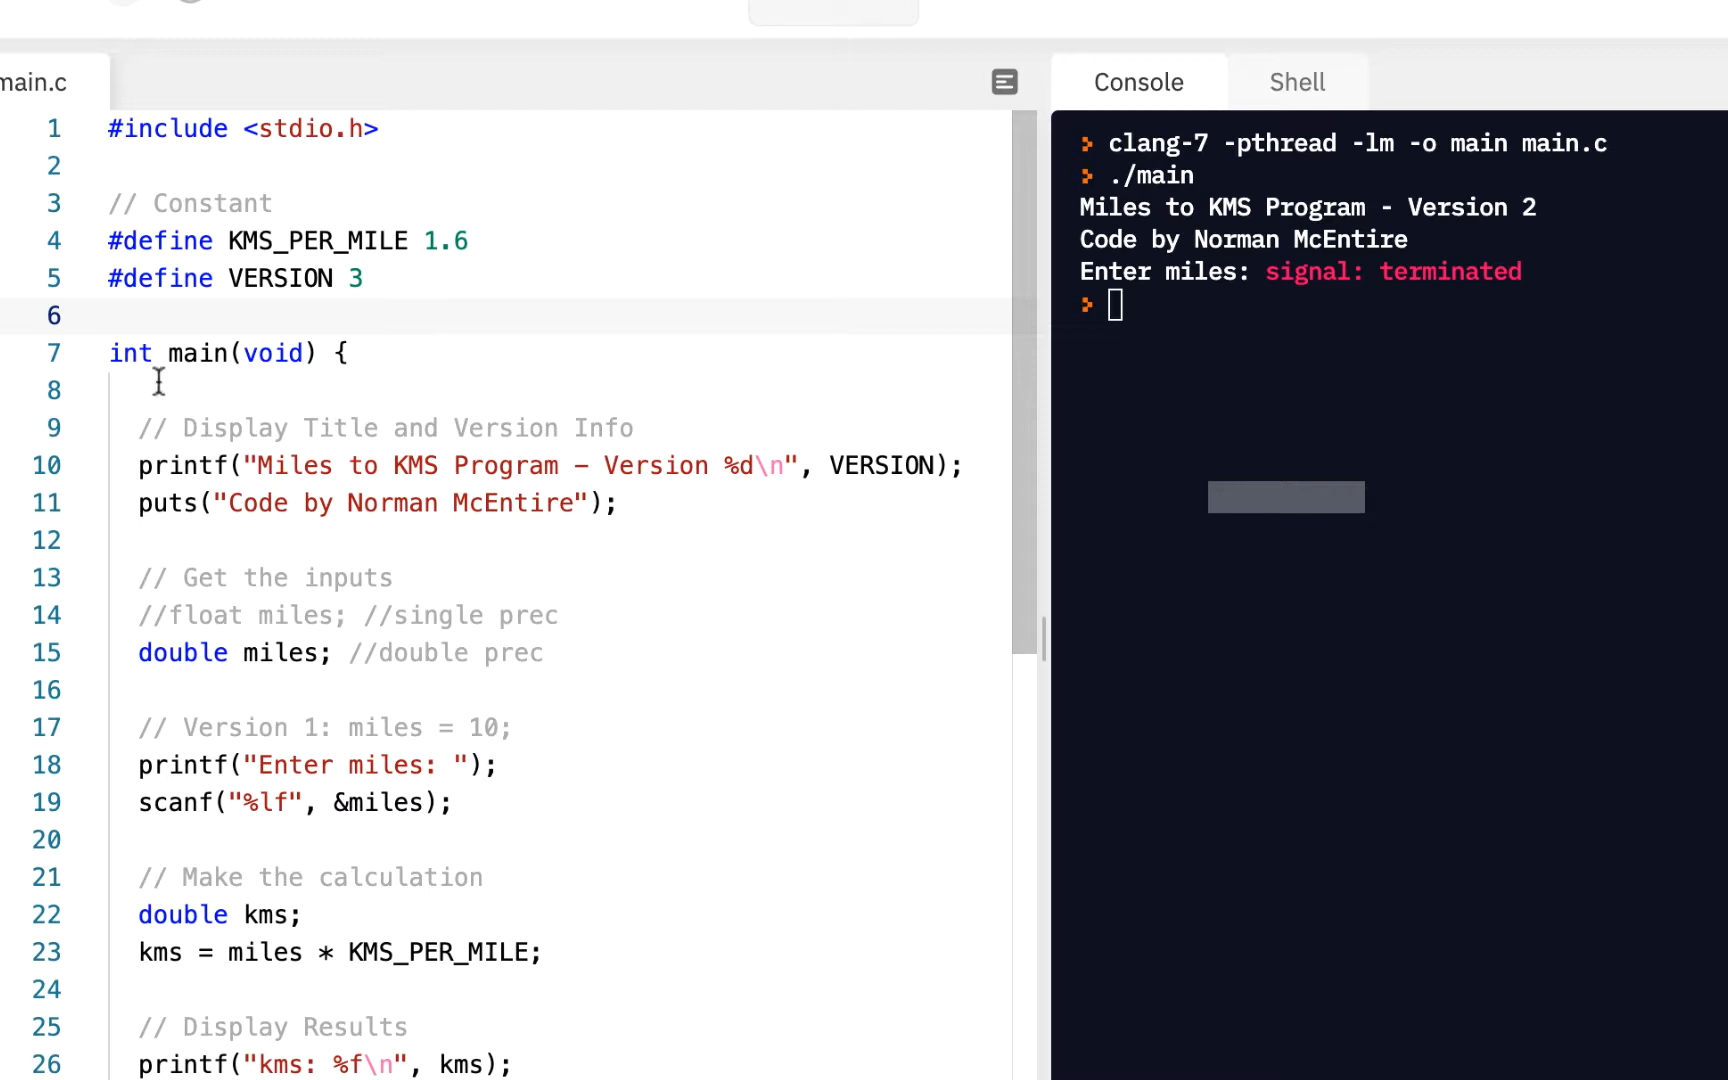 main.c
1 #include <stdio.h>
2
3 // Constant
4 #define KMS_PER_MILE 1.6
5 #define VERSION 3
6
7 int main(void) {
8
9 // Display Title and Version Info
10 printf("Miles to KMS Program – Version %d\n", VERSION);
11 puts("Code by Norman McEntire");
12
13 // Get the inputs
14 //float miles; //single prec
15 double miles; //double prec
16
17 // Version 1: miles = 10;
18 printf("Enter miles: ");
19 scanf("%lf", &miles);
20
21 // Make the calculation
22 double kms;
23 kms = miles * KMS_PER_MILE;
24
25 // Display Results
26 printf("kms: %f\n", kms);
Console Shell
> clang-7 -pthread -lm -o main main.c
> ./main
Miles to KMS Program - Version 2
Code by Norman McEntire
Enter miles: signal: terminated
>